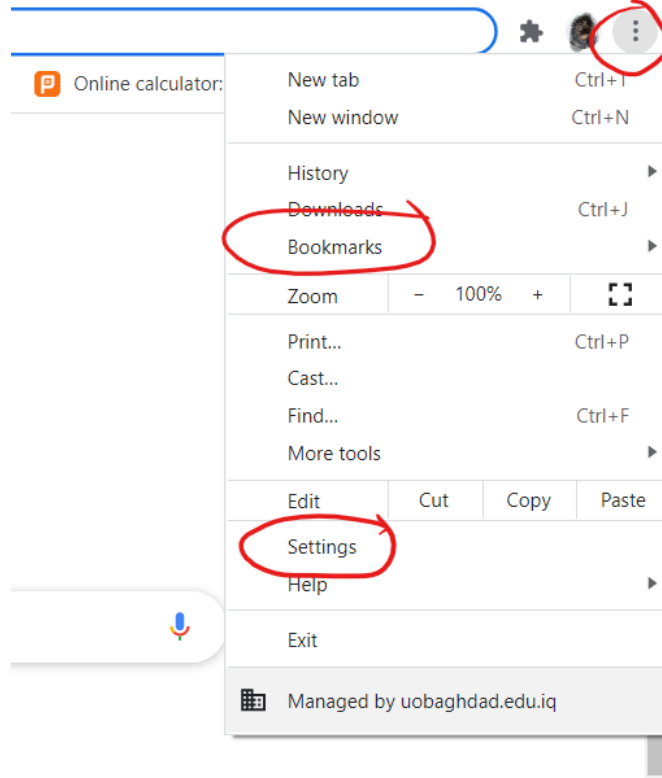 Online calculator:
New tab Ctrl+T
New window Ctrl+N
History
Downloads Ctrl+J
Bookmarks
Zoom - 100% +
Print... Ctrl+P
Cast...
Find... Ctrl+F
More tools
Edit Cut Copy Paste
Settings
Help
Exit
Managed by uobaghdad.edu.iq